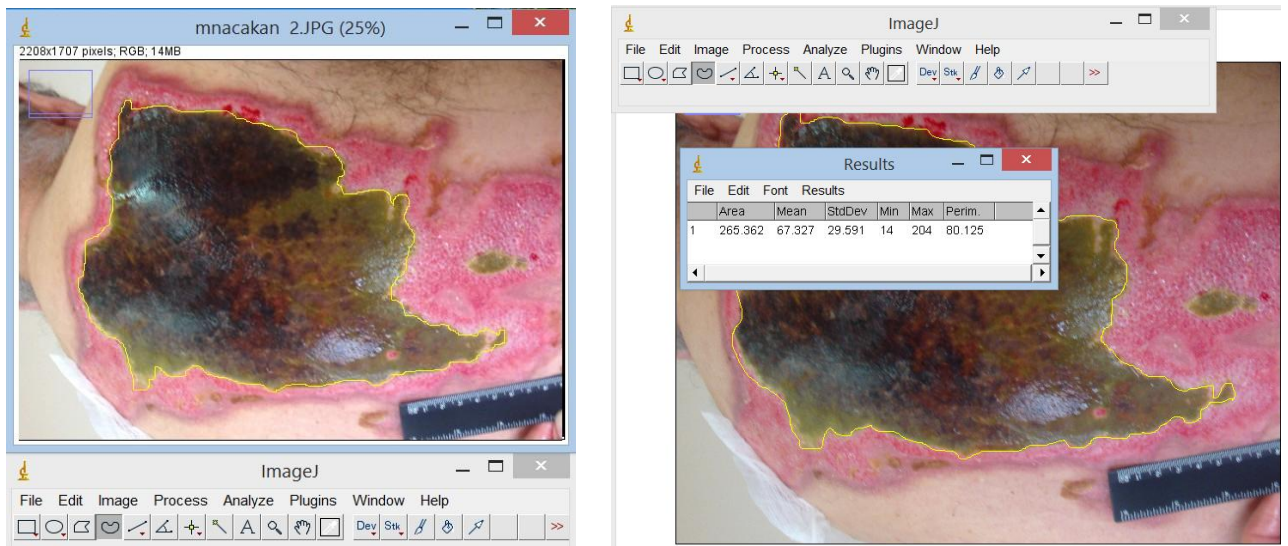 mnacakan 2.JPG (25%)
2208x1707 pixels; RGB; 14MB
ImageJ
File Edit Image Process Analyze Plugins Window Help
A Dev Stk >>
ImageJ
File Edit Image Process Analyze Plugins Window Help
A Dev Stk >>
Results
File Edit Font Results
Area Mean StdDev Min Max Perim.
1 265.362 67.327 29.591 14 204 80.125